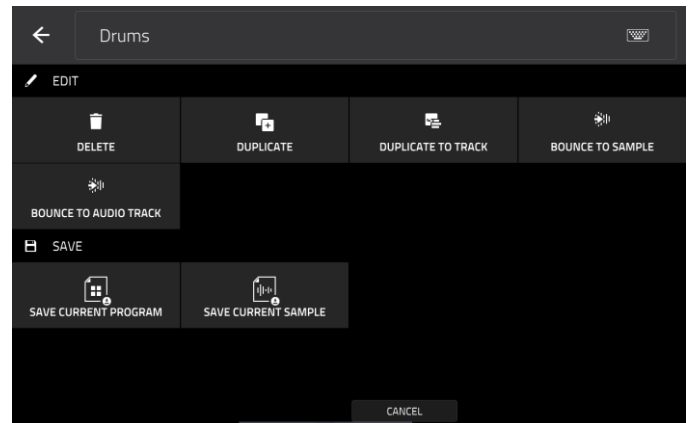 Drums
EDIT
DELETE
DUPLICATE
DUPLICATE TO TRACK
BOUNCE TO SAMPLE
BOUNCE TO AUDIO TRACK
SAVE
SAVE CURRENT PROGRAM
SAVE CURRENT SAMPLE
CANCEL